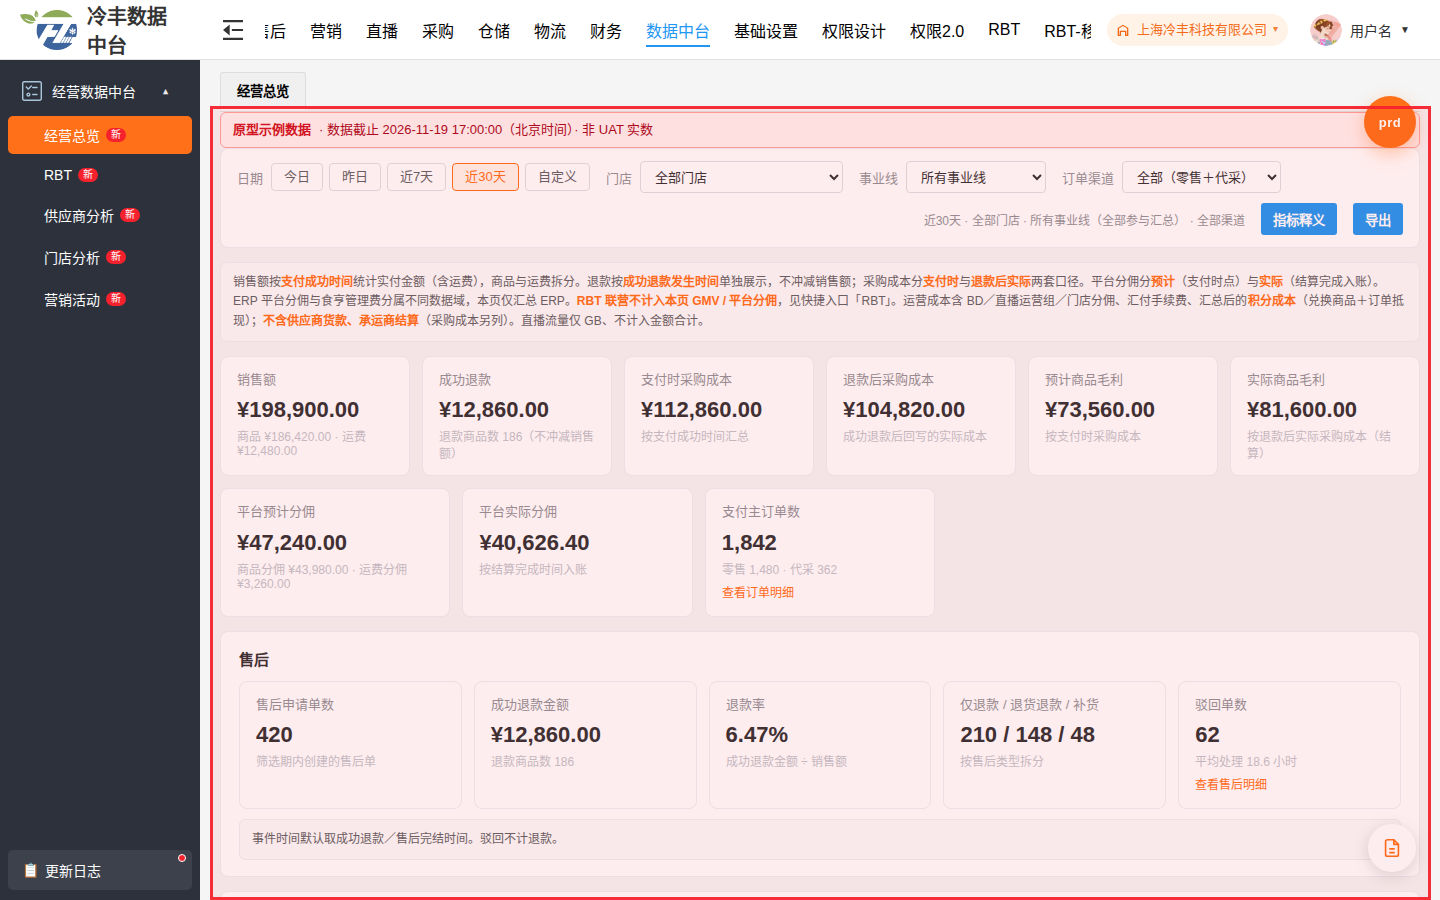 冷丰数据
中台
售后 营销 直播 采购 仓储 物流 财务 数据中台 基础设置 权限设计 权限2.0 RBT RBT-移
上海冷丰科技有限公司
用户名
经营数据中台
经营总览 新
RBT 新
供应商分析 新
门店分析 新
营销活动 新
更新日志
经营总览
prd
原型示例数据 · 数据截止 2026-11-19 17:00:00（北京时间）· 非 UAT 实数
日期 今日 昨日 近7天 近30天 自定义 门店 全部门店 事业线 所有事业线 订单渠道 全部（零售＋代采）
近30天 · 全部门店 · 所有事业线（全部参与汇总） · 全部渠道 指标释义 导出
销售额按支付成功时间统计实付金额（含运费），商品与运费拆分。退款按成功退款发生时间单独展示，不冲减销售额；采购成本分支付时与退款后实际两套口径。平台分佣分预计（支付时点）与实际（结算完成入账）。
ERP 平台分佣与食亨管理费分属不同数据域，本页仅汇总 ERP。RBT 联营不计入本页 GMV / 平台分佣，见快捷入口「RBT」。运营成本含 BD／直播运营组／门店分佣、汇付手续费、汇总后的积分成本（兑换商品＋订单抵
现）；不含供应商货款、承运商结算（采购成本另列）。直播流量仅 GB、不计入金额合计。
销售额
¥198,900.00
商品 ¥186,420.00 · 运费
¥12,480.00
成功退款
¥12,860.00
退款商品数 186（不冲减销售
额）
支付时采购成本
¥112,860.00
按支付成功时间汇总
退款后采购成本
¥104,820.00
成功退款后回写的实际成本
预计商品毛利
¥73,560.00
按支付时采购成本
实际商品毛利
¥81,600.00
按退款后实际采购成本（结
算）
平台预计分佣
¥47,240.00
商品分佣 ¥43,980.00 · 运费分佣
¥3,260.00
平台实际分佣
¥40,626.40
按结算完成时间入账
支付主订单数
1,842
零售 1,480 · 代采 362
查看订单明细
售后
售后申请单数
420
筛选期内创建的售后单
成功退款金额
¥12,860.00
退款商品数 186
退款率
6.47%
成功退款金额 ÷ 销售额
仅退款 / 退货退款 / 补货
210 / 148 / 48
按售后类型拆分
驳回单数
62
平均处理 18.6 小时
查看售后明细
事件时间默认取成功退款／售后完结时间。驳回不计退款。